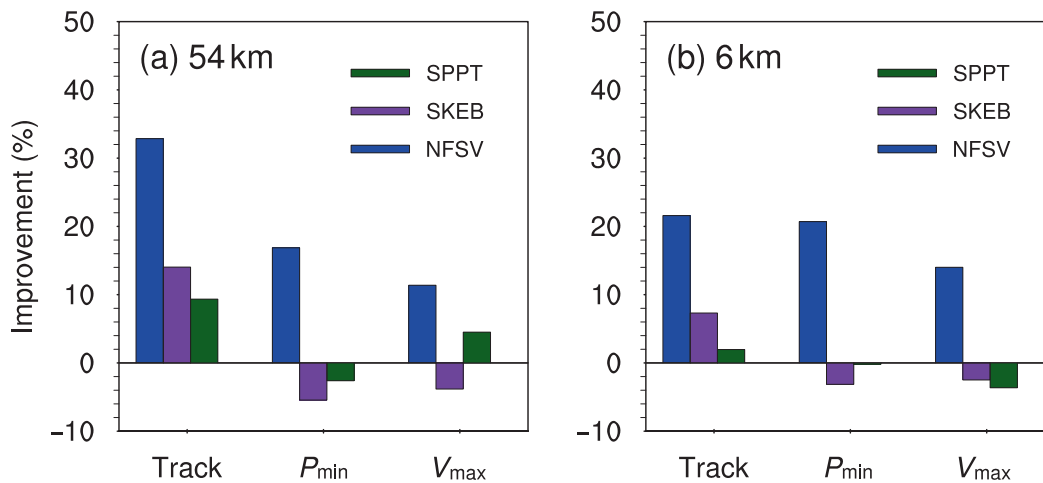 Improvement (%)
50
40
30
20
10
0
−10
(a) 54 km
SPPT
SKEB
NFSV
Track
Pmin
Vmax
50
40
30
20
10
0
−10
(b) 6 km
SPPT
SKEB
NFSV
Track
Pmin
Vmax